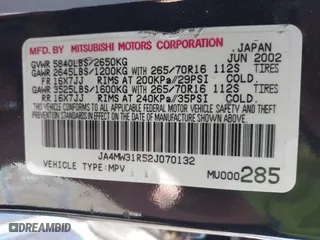 MFD. BY MITSUBISHI MOTORS CORPORATION JAPAN
GVWR 5840LBS/2650KG JUN 2002
GAWR 2645LBS/1200KG WITH 265/70R16 112S TIRES
FR 16X7JJ RIMS AT 200KPa/29PSI COLD.
GAWR 3525LBS/1600KG WITH 265/70R16 112S TIRES
RR 16X7JJ RIMS AT 240KPa/35PSI COLD.
THIS VEHICLE CONFORMS TO ALL APPLICABLE FEDERAL
MOTOR VEHICLE SAFETY AND THEFT PREVENTION
STANDARDS IN EFFECT ON THE DATE OF MANUFACTURE
SHOWN ABOVE.
JA4MW31R52J070132
VEHICLE TYPE:MPV
MU000285
© DREAMBID